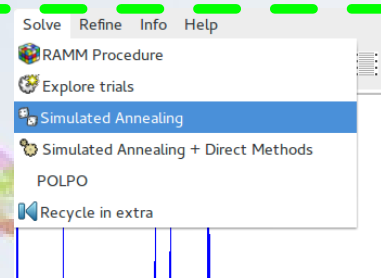 Solve Refine Info Help
RAMM Procedure
Explore trials
Simulated Annealing
Simulated Annealing + Direct Methods
POLPO
Recycle in extra